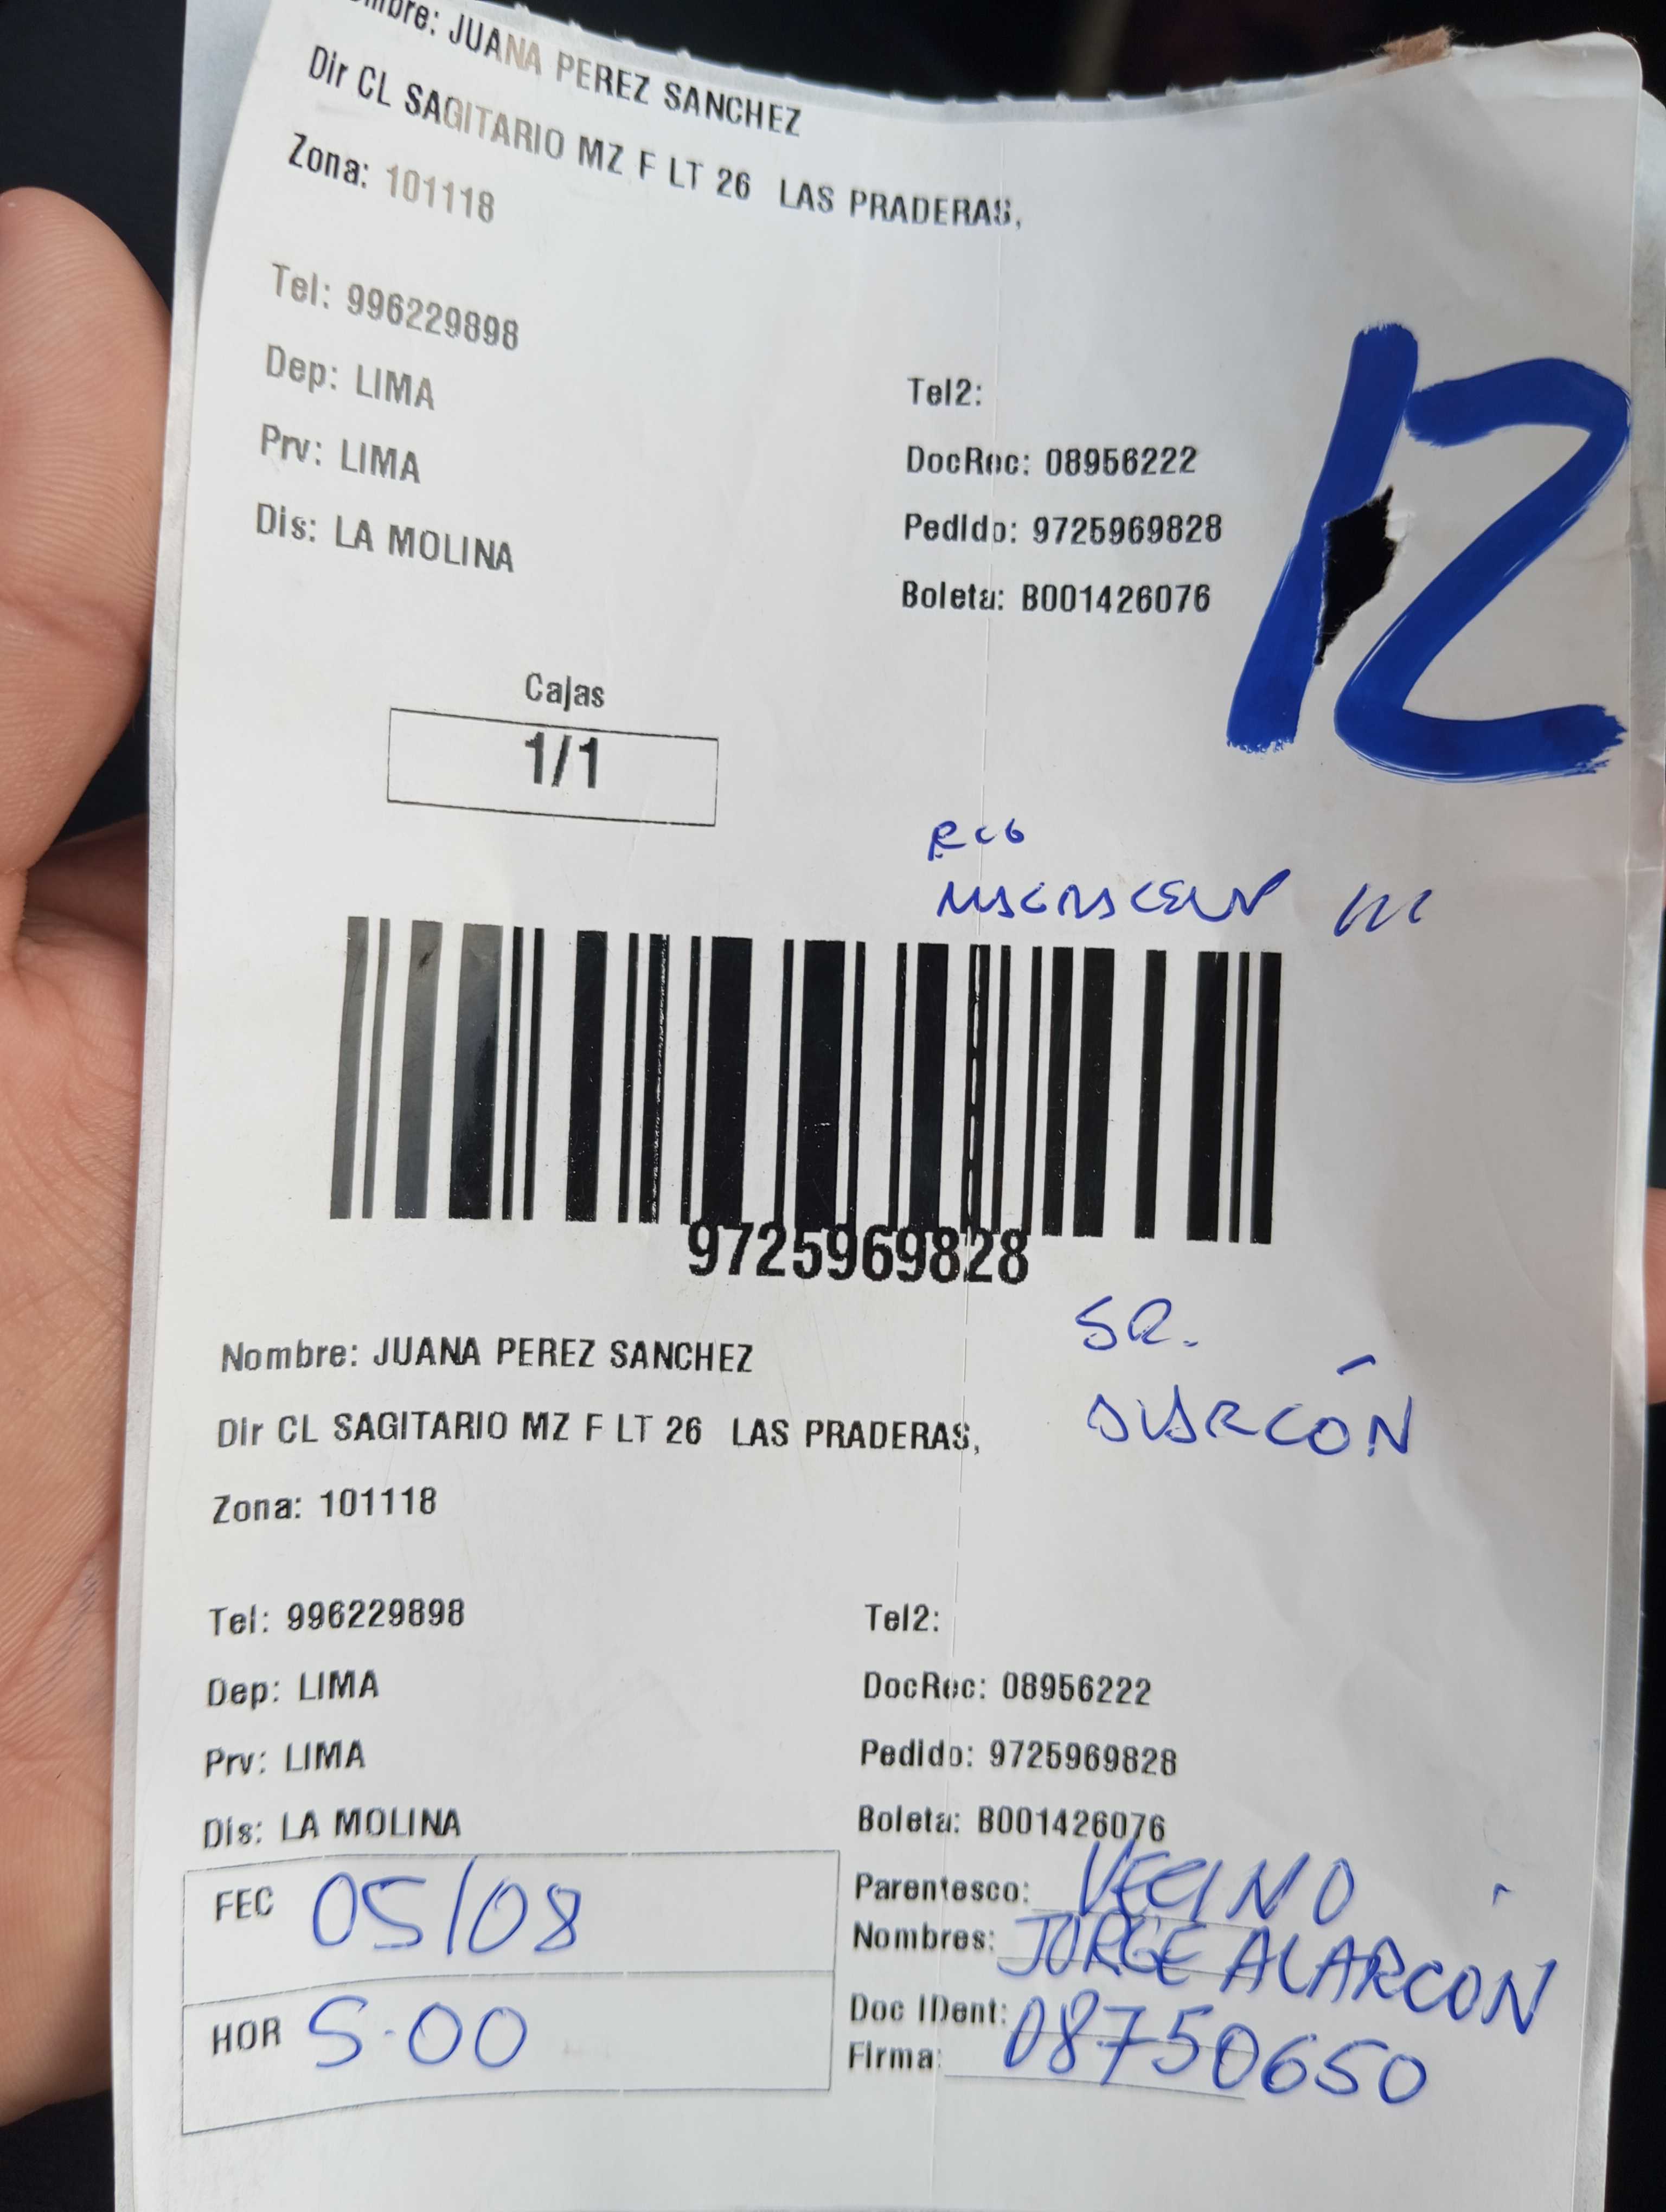 mbre: JUANA PEREZ SANCHEZ
Dir CL SAGITARIO MZ F LT 26 LAS PRADERAS,
Zona: 101118
Tel: 996229898
Dep: LIMA
Tel2:
Prv: LIMA
DocRec: 08956222
Dis: LA MOLINA
Pedido: 9725969828
Boleta: B001426076
12
Cajas
1/1
9725969828
SR.
ALARCÓN
Nombre: JUANA PEREZ SANCHEZ
Dir CL SAGITARIO MZ F LT 26 LAS PRADERAS,
Zona: 101118
Tel: 996229898
Tel2:
Dep: LIMA
DocRec: 08956222
Prv: LIMA
Pedido: 9725969828
Dis: LA MOLINA
Boleta: B001426076
FEC 05/08
Parentesco: VECINO
Nombres: JORGE ALARCÓN
HOR 5.00
Doc IDent: 08750650
Firma: